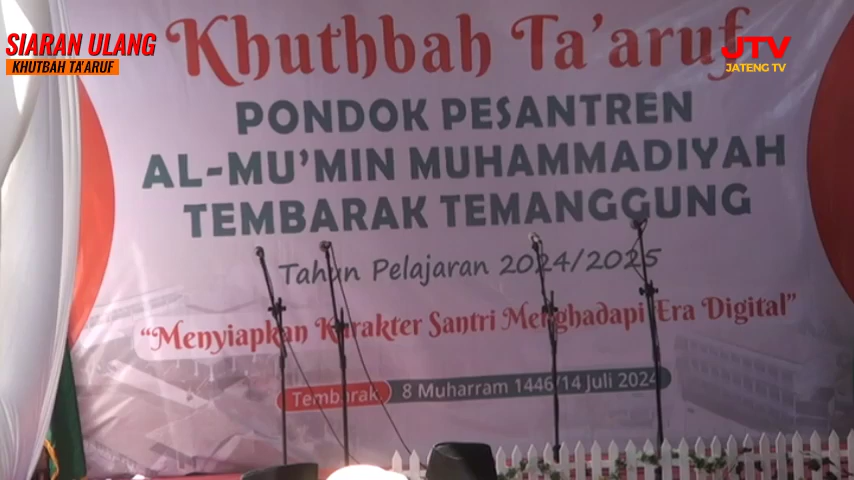 SIARAN ULANG
KHUTBAH TA'ARUF
JTV
JATENG TV
Khuthbah Ta'aruf
PONDOK PESANTREN
AL-MU'MIN MUHAMMADIYAH
TEMBARAK TEMANGGUNG
Tahun Pelajaran 2024/2025
"Menyiapkan Karakter Santri Menghadapi Era Digital"
Tembarak 8 Muharram 1446/14 Juli 2024